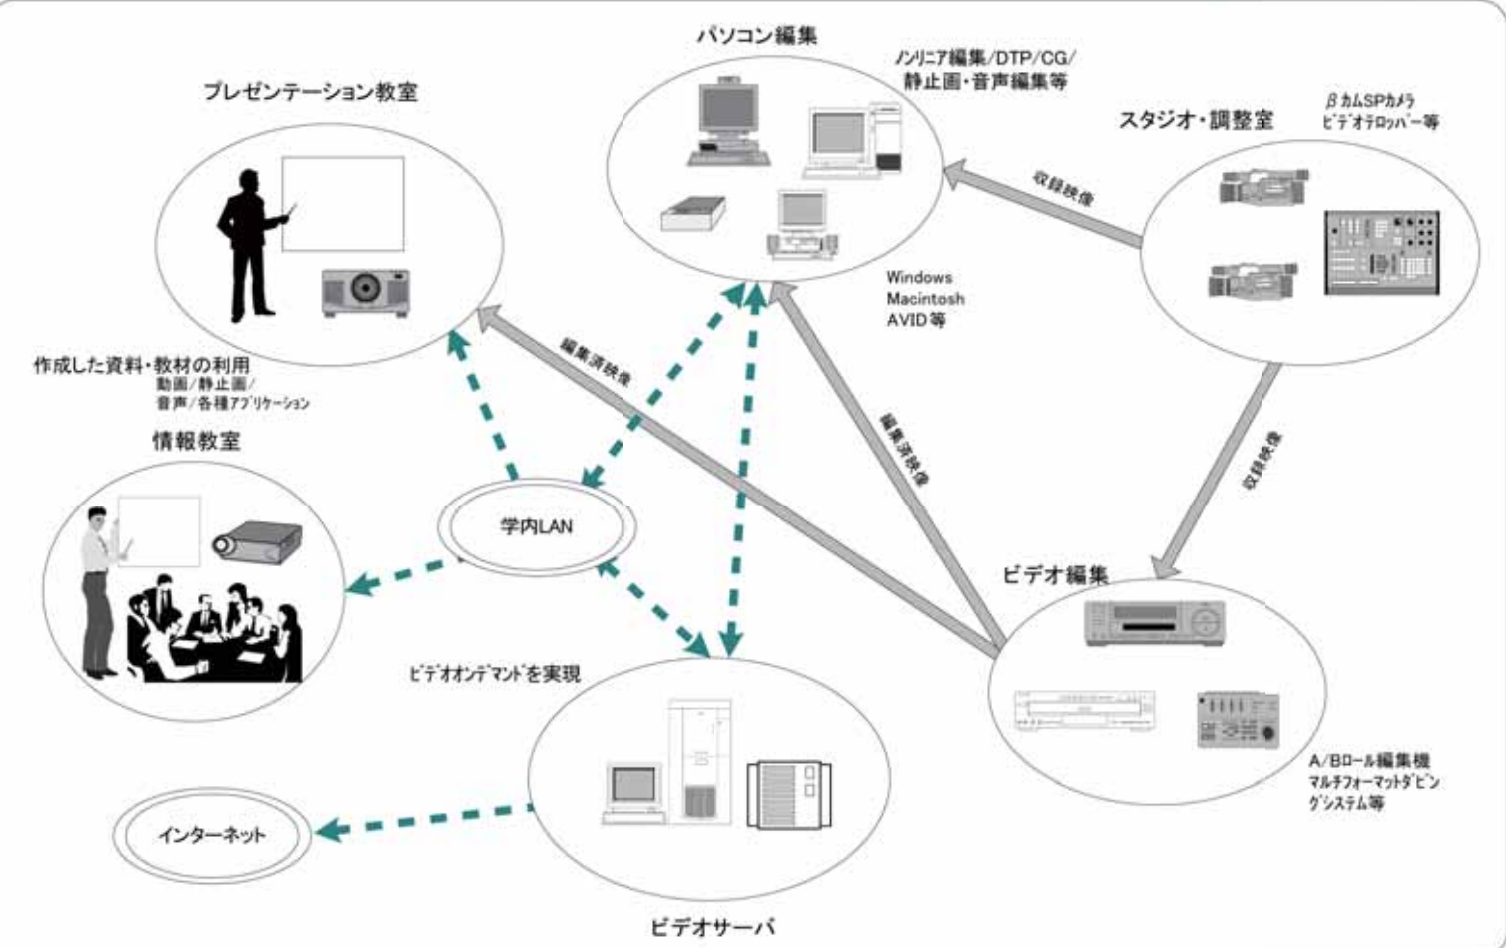 パソコン編集
ノンリニア編集/DTP/CG/
静止画・音声編集等
プレゼンテーション教室
スタジオ・調整室
βカムSPカメラ
ビデオテロッパー等
収録映像
Windows
Macintosh
AVID等
作成した資料・教材の利用
動画/静止画/
音声/各種アプリケーション
編集済映像
編集済映像
収録映像
情報教室
学内LAN
ビデオ編集
ビデオオンデマンドを実現
A/Bロール編集機
マルチフォーマットダビン
グシステム等
インターネット
ビデオサーバ